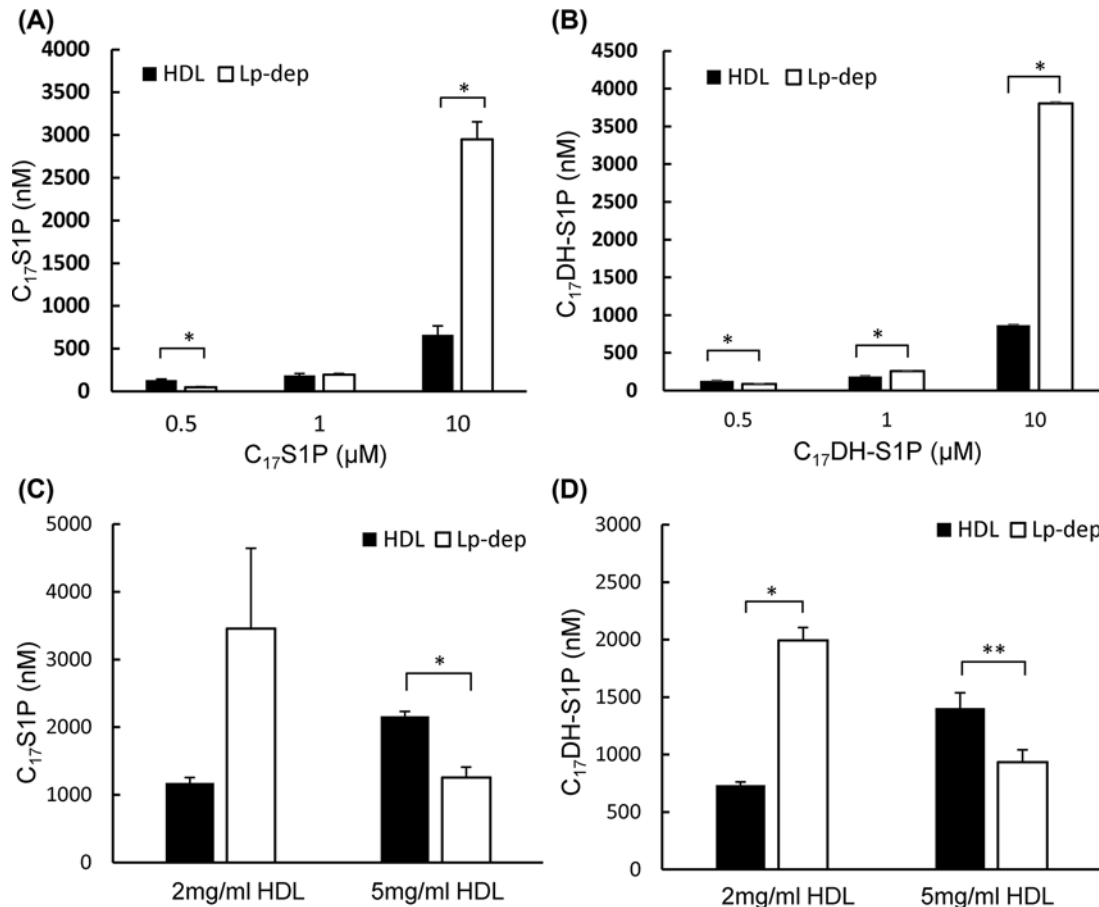 (A)
C₁₇S1P (nM)
4000
3500
3000
2500
2000
1500
1000
500
0
HDL Lp-dep
*
*
0.5 1 10
C₁₇S1P (µM)
(B)
C₁₇DH-S1P (nM)
4500
4000
3500
3000
2500
2000
1500
1000
500
0
HDL Lp-dep
*
*
*
0.5 1 10
C₁₇DH-S1P (µM)
(C)
C₁₇S1P (nM)
5000
4000
3000
2000
1000
0
HDL Lp-dep
*
2mg/ml HDL 5mg/ml HDL
(D)
C₁₇DH-S1P (nM)
3000
2500
2000
1500
1000
500
0
HDL Lp-dep
*
**
2mg/ml HDL 5mg/ml HDL